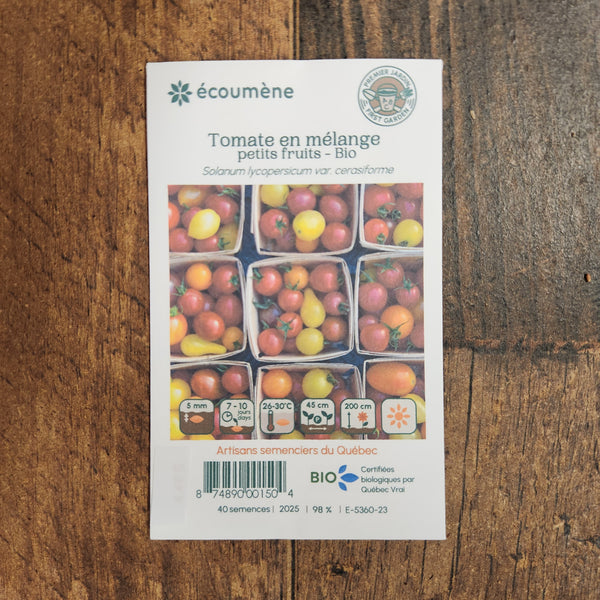 écoumène
PREMIER JARDIN
FIRST GARDEN
Tomate en mélange
petits fruits - Bio
Solanum lycopersicum var. cerasiforme
5 mm
7 - 10
jours
days
26-30°C
45 cm
P
200 cm
Artisans semenciers du Québec
8 74890 00150 4
BIO
Certifiées
biologiques par
Québec Vrai
40 semences | 2025 | 98 % | E-5360-23